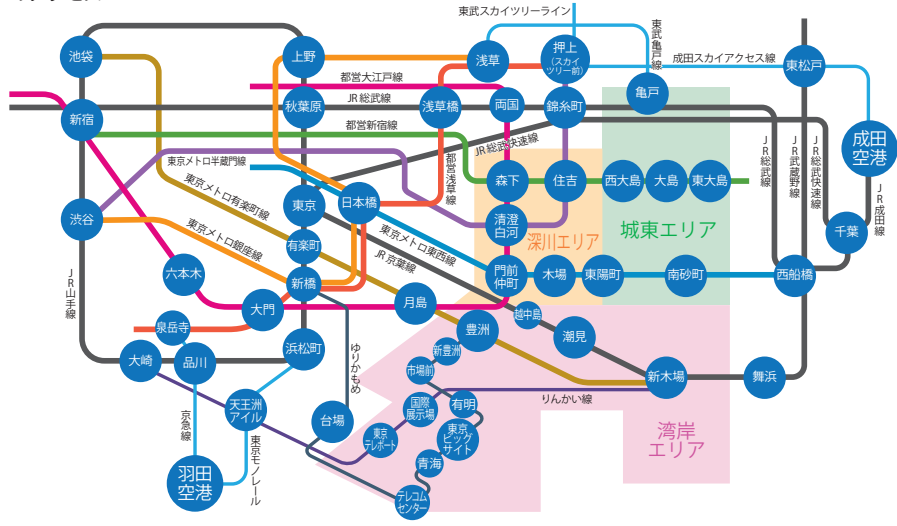 東武スカイツリーライン
池袋
上野
浅草
押上
(スカイ
ツリー前)
東武亀戸線
成田スカイアクセス線
東松戸
都営大江戸線
亀戸
JR総武線
新宿
秋葉原
浅草橋
両国
錦糸町
都営新宿線
JR総武快速線
成田
空港
東京メトロ半蔵門線
都営浅草線
JR総武線
JR武蔵野線
JR総武快速線
JR成田線
東京メトロ有楽町線
森下
住吉
西大島
大島
東大島
渋谷
東京
日本橋
清澄
白河
千葉
東京メトロ銀座線
有楽町
東京メトロ東西線
JR京葉線
深川エリア
城東エリア
六本木
新橋
門前
仲町
木場
東陽町
南砂町
西船橋
JR山手線
大門
月島
越中島
泉岳寺
豊洲
潮見
大崎
品川
浜松町
ゆりかもめ
新豊洲
市場前
新木場
舞浜
りんかい線
京急線
天王洲
アイル
台場
国際
展示場
有明
東京
テレポート
東京
ビッグ
サイト
湾岸
エリア
東京モノレール
羽田
空港
青海
テレコム
センター